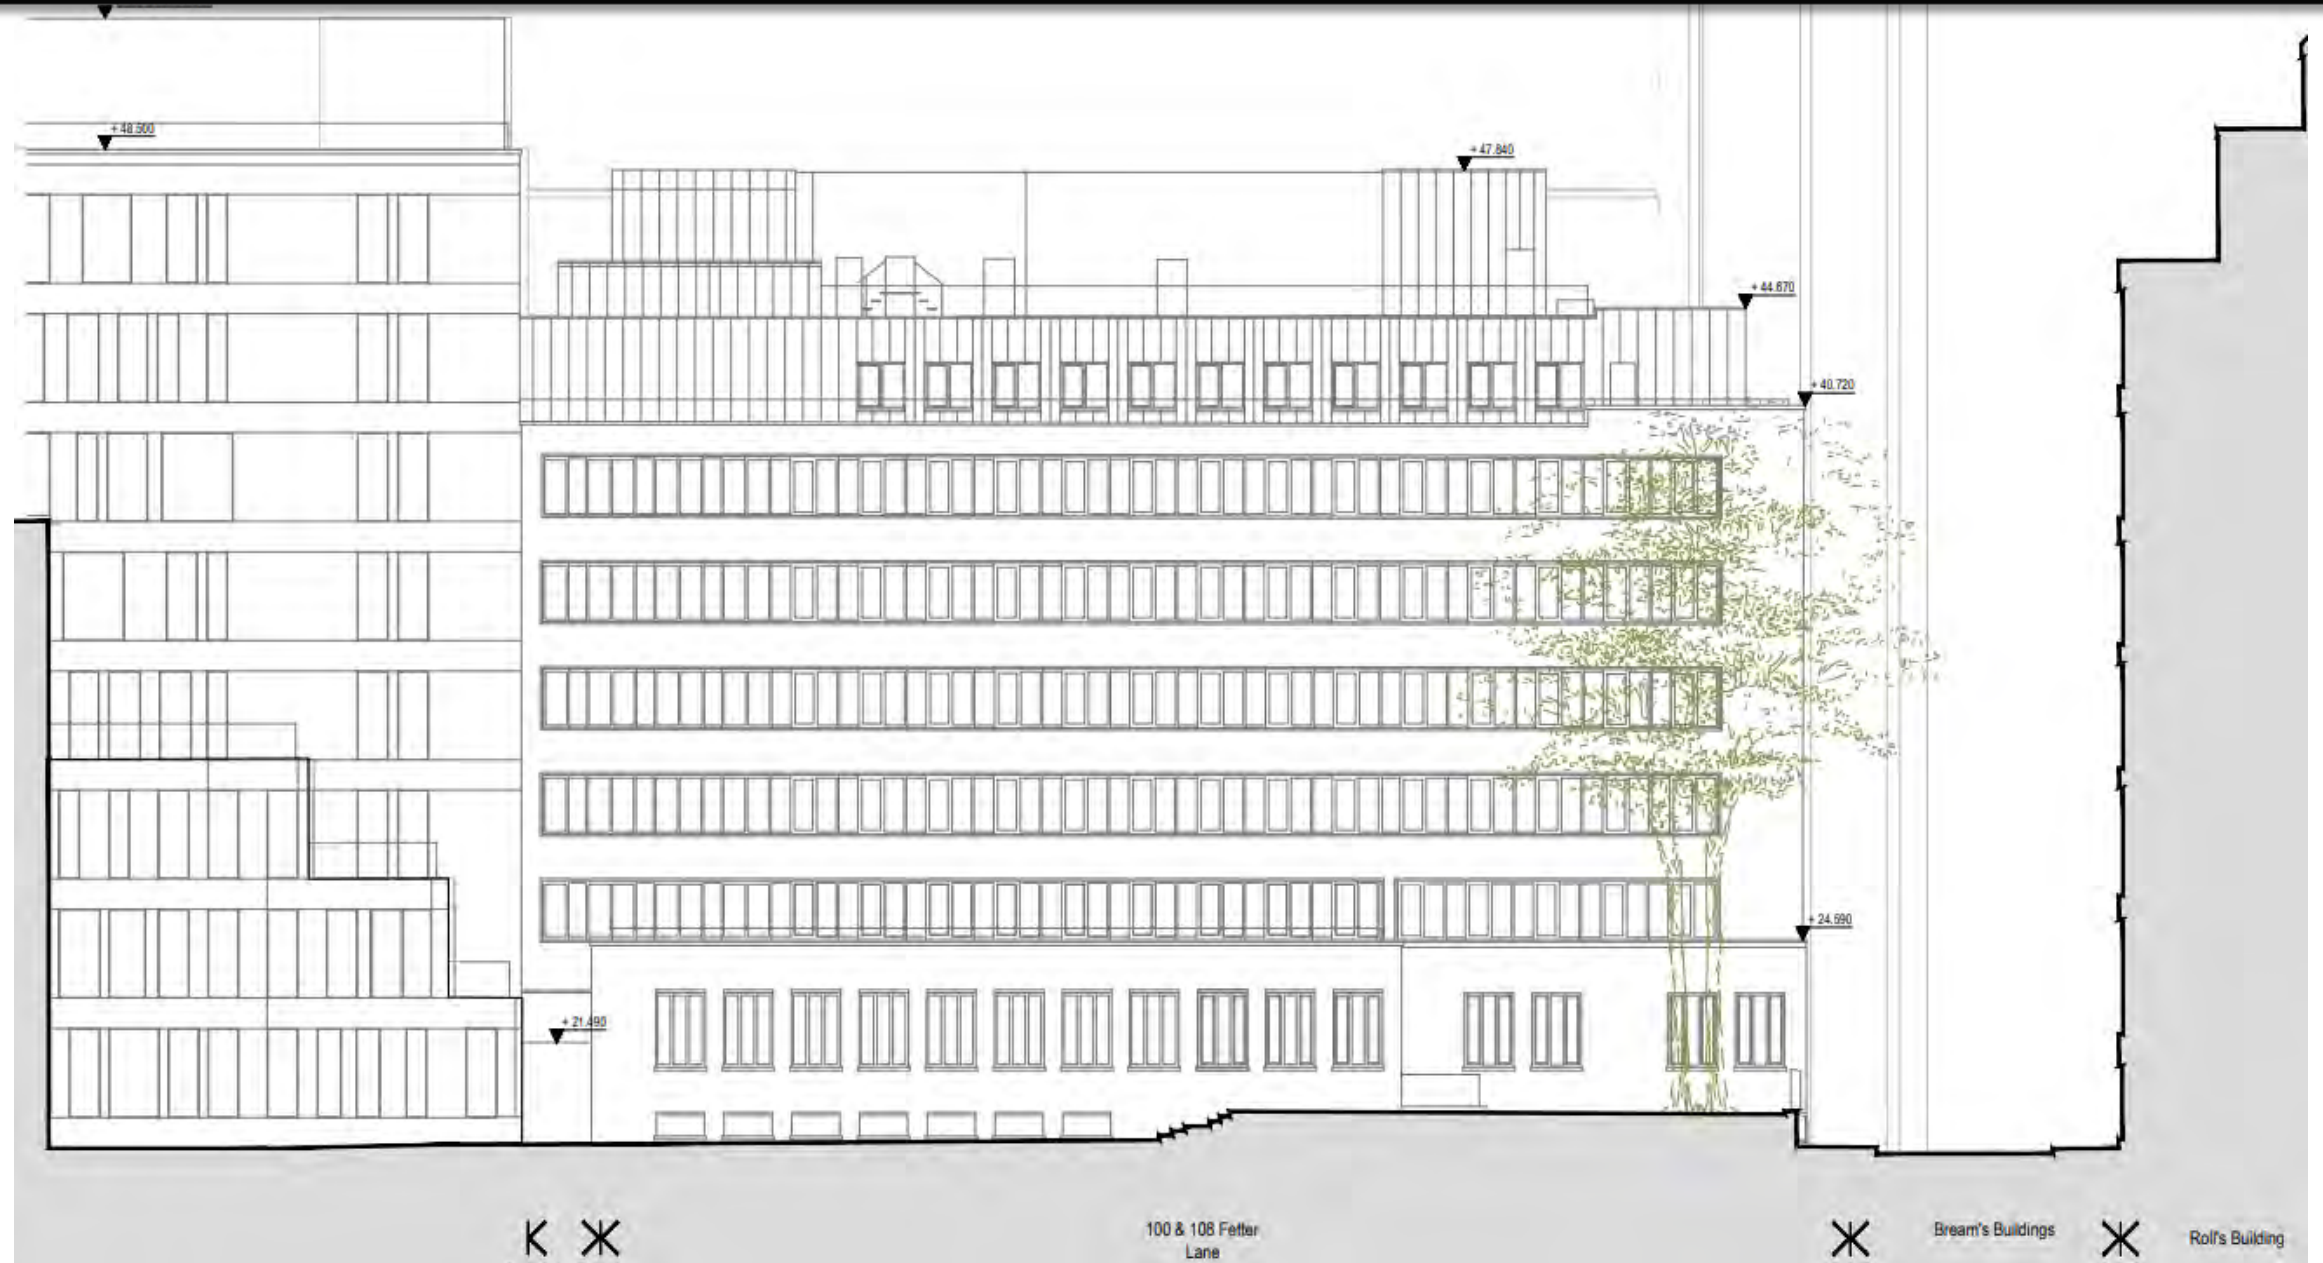 + 48.500
+ 47.840
+ 44.670
+ 40.720
+ 24.590
+ 21.490
100 & 108 Fetter
Lane
Bream's Buildings
Roll's Building